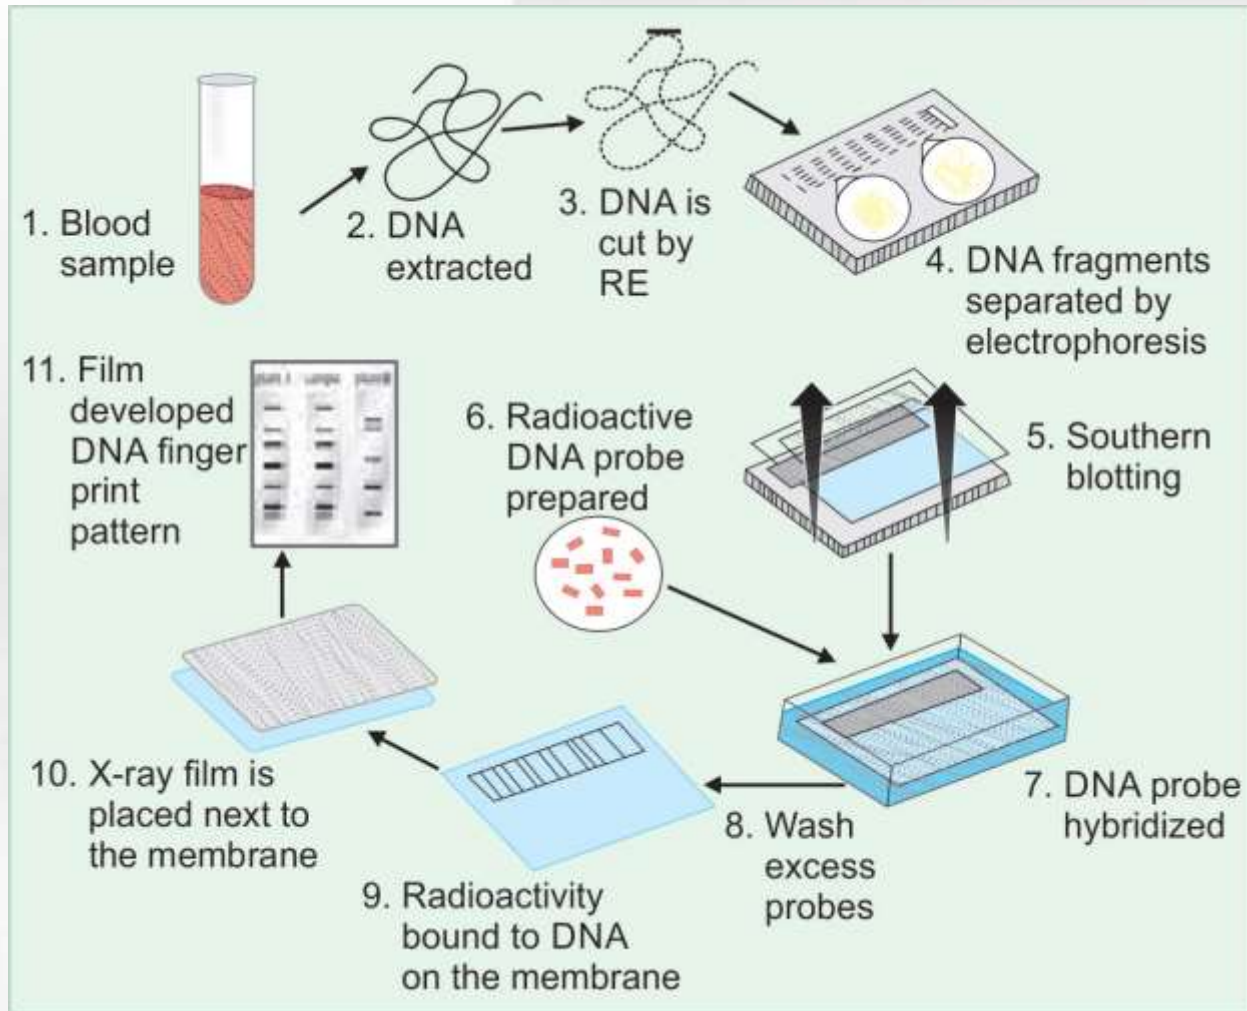 1. Blood
sample
2. DNA
extracted
3. DNA is
cut by
RE
4. DNA fragments
separated by
electrophoresis
5. Southern
blotting
6. Radioactive
DNA probe
prepared
7. DNA probe
hybridized
8. Wash
excess
probes
9. Radioactivity
bound to DNA
on the membrane
10. X-ray film is
placed next to
the membrane
11. Film
developed
DNA finger
print
pattern